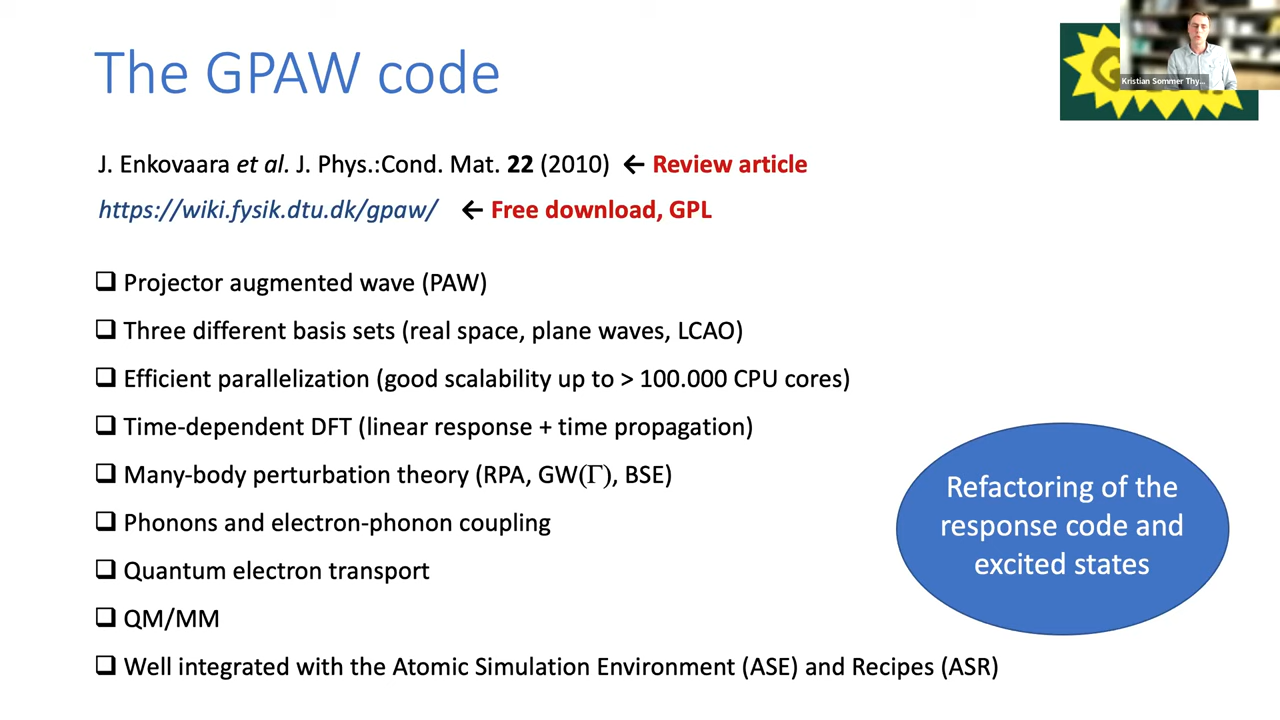 The GPAW code
Kristian Sommer Thy...
J. Enkovaara et al. J. Phys.:Cond. Mat. 22 (2010) ← Review article
https://wiki.fysik.dtu.dk/gpaw/ ← Free download, GPL
❑ Projector augmented wave (PAW)
❑ Three different basis sets (real space, plane waves, LCAO)
❑ Efficient parallelization (good scalability up to > 100.000 CPU cores)
❑ Time-dependent DFT (linear response + time propagation)
❑ Many-body perturbation theory (RPA, GW(Γ), BSE)
❑ Phonons and electron-phonon coupling
❑ Quantum electron transport
❑ QM/MM
❑ Well integrated with the Atomic Simulation Environment (ASE) and Recipes (ASR)
Refactoring of the
response code and
excited states